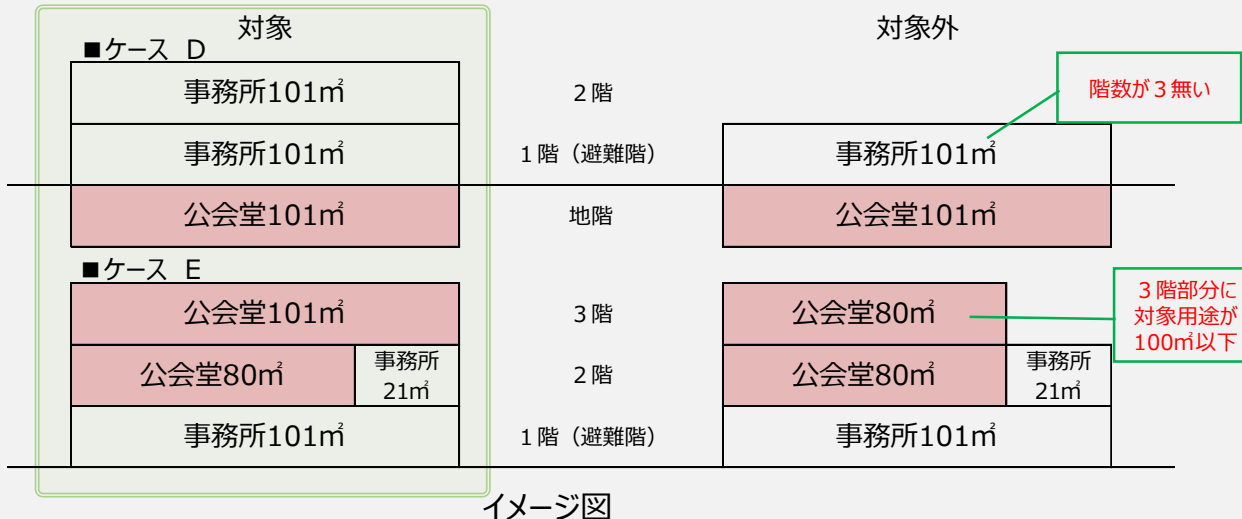 対象
対象外
■ケース D
事務所101㎡
2階
階数が3無い
事務所101㎡
1階（避難階）
事務所101㎡
公会堂101㎡
地階
公会堂101㎡
■ケース E
公会堂101㎡
3階
公会堂80㎡
3階部分に
対象用途が
100㎡以下
公会堂80㎡
事務所
21㎡
2階
公会堂80㎡
事務所
21㎡
事務所101㎡
1階（避難階）
事務所101㎡
イメージ図